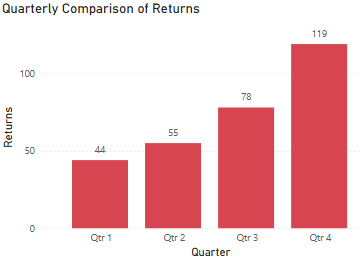 Quarterly Comparison of Returns
119
100
78
55
50
44
0
Returns
Qtr 1 Qtr 2 Qtr 3 Qtr 4
Quarter